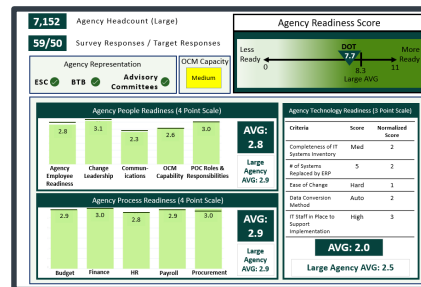 7,152 Agency Headcount (Large)
59/50 Survey Responses / Target Responses
Agency Representation
ESC BTB Advisory Committees
OCM Capacity
Medium
Agency Readiness Score
Less Ready
DOT
7.7
More Ready
0
8.3
11
Large AVG
Agency People Readiness (4 Point Scale)
2.8
3.1
2.3
2.6
3.0
Agency Employee Readiness
Change Leadership
Commun-ications
OCM Capability
POC Roles & Responsibilities
AVG:
2.8
Large Agency AVG: 2.9
Agency Process Readiness (4 Point Scale)
2.9
3.0
2.8
2.9
3.0
Budget
Finance
HR
Payroll
Procurement
AVG:
2.9
Large Agency AVG: 2.9
Agency Technology Readiness (3 Point Scale)
Criteria Score Normalized Score
Completeness of IT Systems Inventory Med 2
# of Systems Replaced by ERP 5 2
Ease of Change Hard 1
Data Conversion Method Auto 2
IT Staff in Place to Support Implementation High 3
AVG: 2.0
Large Agency AVG: 2.5